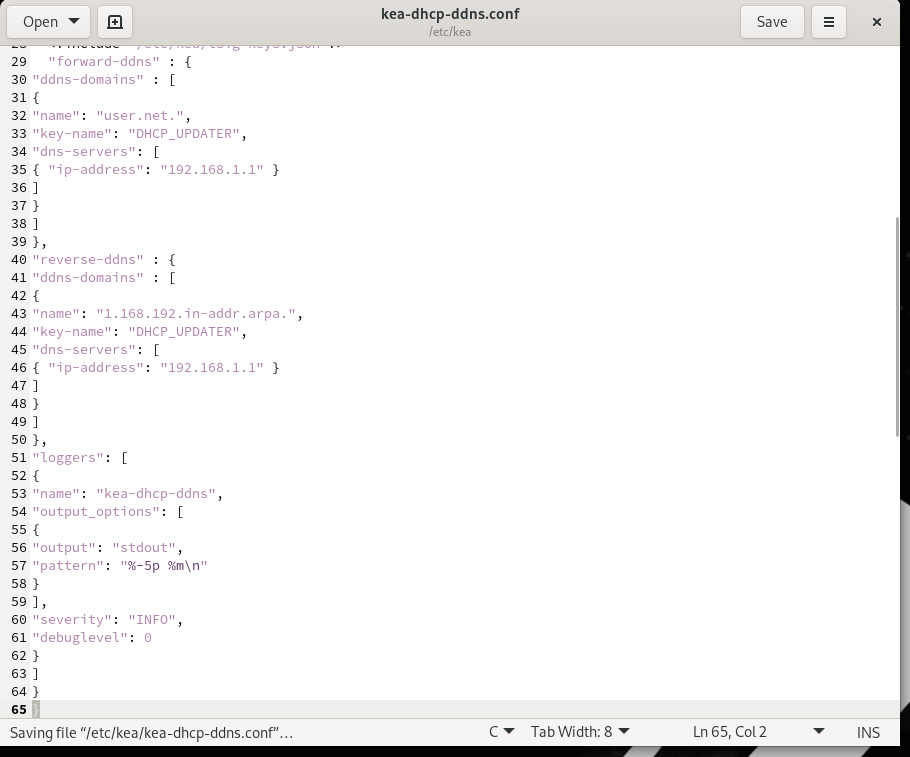 Open
kea-dhcp-ddns.conf
/etc/kea
Save
28 <?include "/etc/kea/tsig-keys.json"?>
29 "forward-ddns" : {
30 "ddns-domains" : [
31 {
32 "name": "user.net.",
33 "key-name": "DHCP_UPDATER",
34 "dns-servers": [
35 { "ip-address": "192.168.1.1" }
36 ]
37 }
38 ]
39 },
40 "reverse-ddns" : {
41 "ddns-domains" : [
42 {
43 "name": "1.168.192.in-addr.arpa.",
44 "key-name": "DHCP_UPDATER",
45 "dns-servers": [
46 { "ip-address": "192.168.1.1" }
47 ]
48 }
49 ]
50 },
51 "loggers": [
52 {
53 "name": "kea-dhcp-ddns",
54 "output_options": [
55 {
56 "output": "stdout",
57 "pattern": "%-5p %m\n"
58 }
59 ],
60 "severity": "INFO",
61 "debuglevel": 0
62 }
63 ]
64 }
65 }
Saving file “/etc/kea/kea-dhcp-ddns.conf”…
C
Tab Width: 8
Ln 65, Col 2
INS